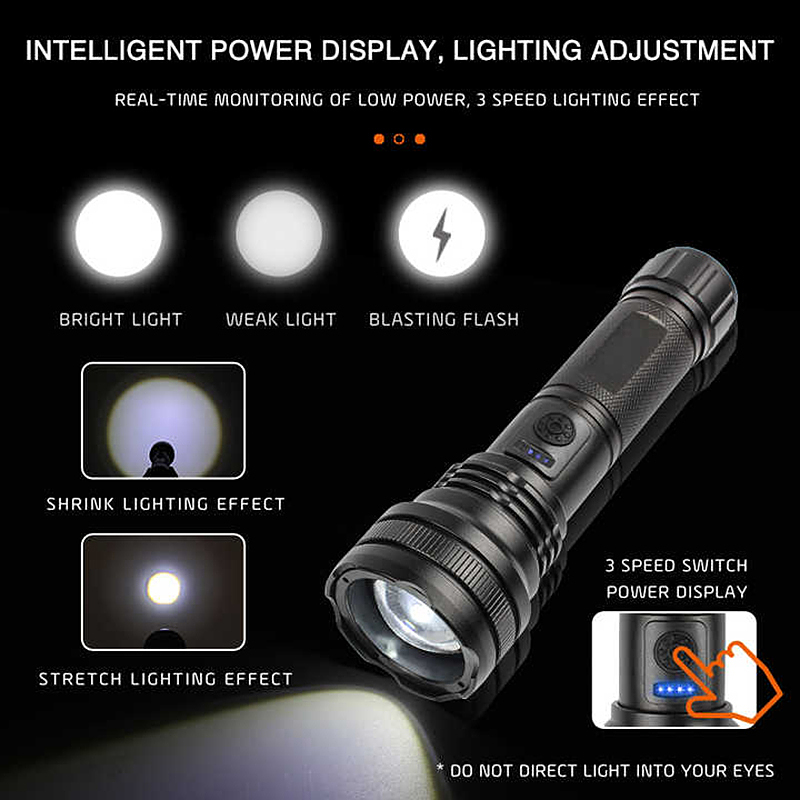 INTELLIGENT POWER DISPLAY, LIGHTING ADJUSTMENT
REAL-TIME MONITORING OF LOW POWER, 3 SPEED LIGHTING EFFECT
BRIGHT LIGHT
WEAK LIGHT
BLASTING FLASH
SHRINK LIGHTING EFFECT
STRETCH LIGHTING EFFECT
3 SPEED SWITCH
POWER DISPLAY
* DO NOT DIRECT LIGHT INTO YOUR EYES